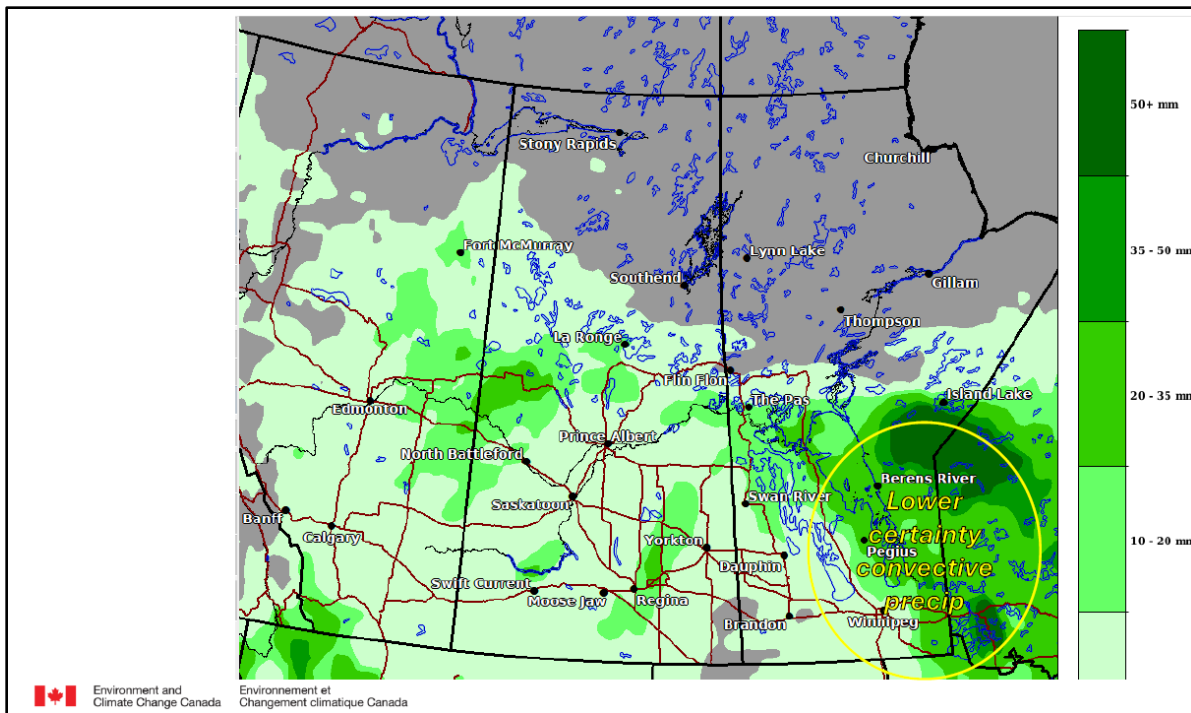 50+ mm
Stony Rapids
Churchill
Fort McMurray
Lynn Lake
35 - 50 mm
Southend
Gillam
Thompson
La Ronge
Flin Flon
Island Lake
The Pas
20 - 35 mm
Edmonton
Prince Albert
North Battleford
Berens River
Swan River
Saskatoon
Lower
certainty
convective
precip
Banff
Calgary
Yorkton
Pegius
10 - 20 mm
Dauphin
Swift Current
Moose Jaw
Regina
Brandon
Winnipeg
Environment and
Climate Change Canada
Environnement et
Changement climatique Canada